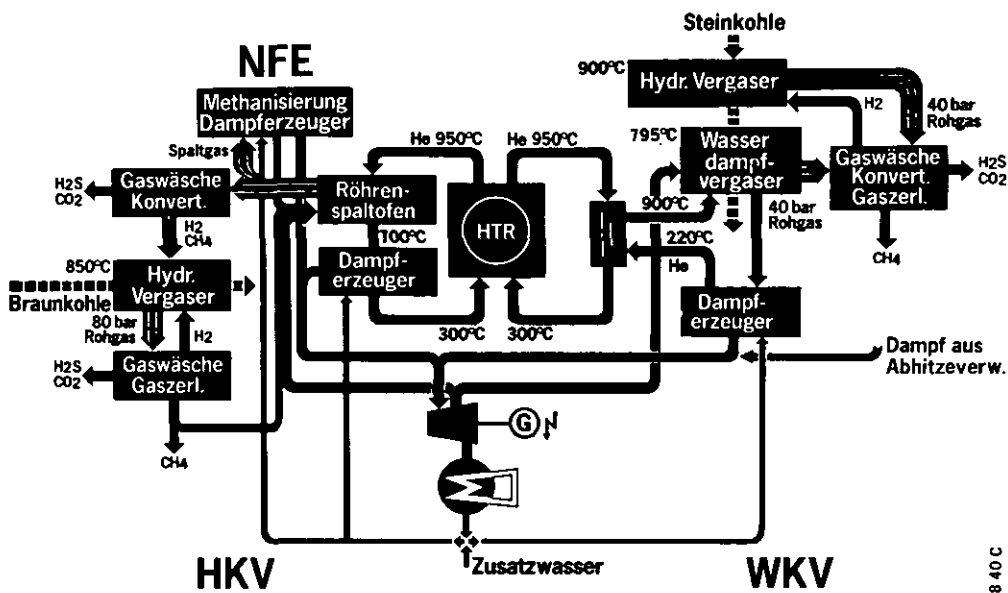 Steinkohle
NFE
900°C
Hydr. Vergaser
H2
40 bar
Rohgas
Methanisierung
Dampferzeuger
He 950°C
He 950°C
795°C
Wasser
dampf-
vergaser
Gaswäsche
Konvert.
Gaszerl.
H2S
CO2
Spaltgas
H2S
CO2
Gaswäsche
Konvert.
Röhren-
spaltofen
HTR
900°C
40 bar
Rohgas
H2
CH4
700°C
220°C
He
CH4
850°C
Braunkohle
Hydr.
Vergaser
Dampf-
erzeuger
Dampf-
erzeuger
80 bar
Rohgas
H2
300°C
300°C
Dampf aus
Abhitzeverw.
H2S
CO2
Gaswäsche
Gaszerl.
G
CH4
Zusatzwasser
HKV
WKV
8 40 C